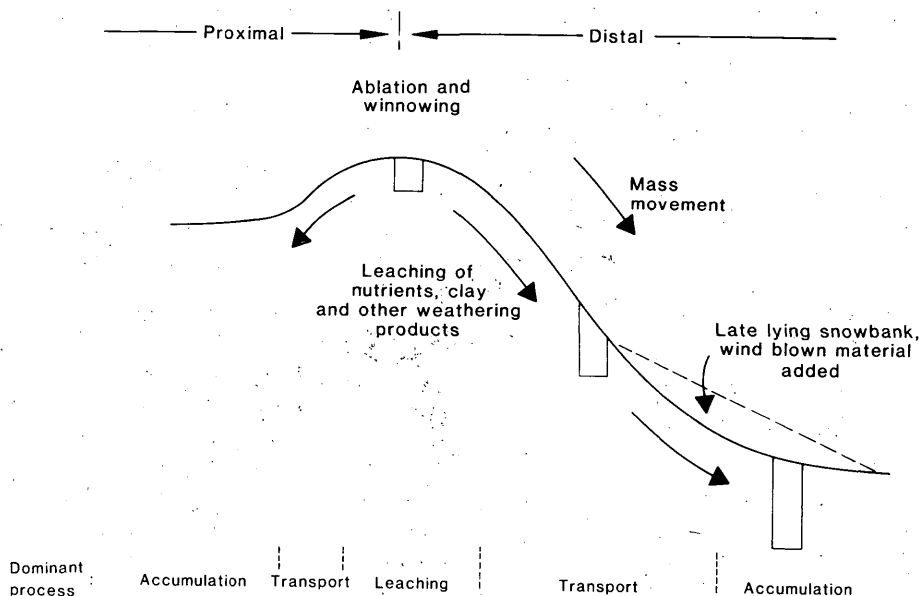 Proximal
Distal
Ablation and
winnowing
Mass
movement
Leaching of
nutrients, clay
and other weathering
products
Late lying snowbank,
wind blown material
added
Dominant
process :
Accumulation
Transport
Leaching
Transport
Accumulation